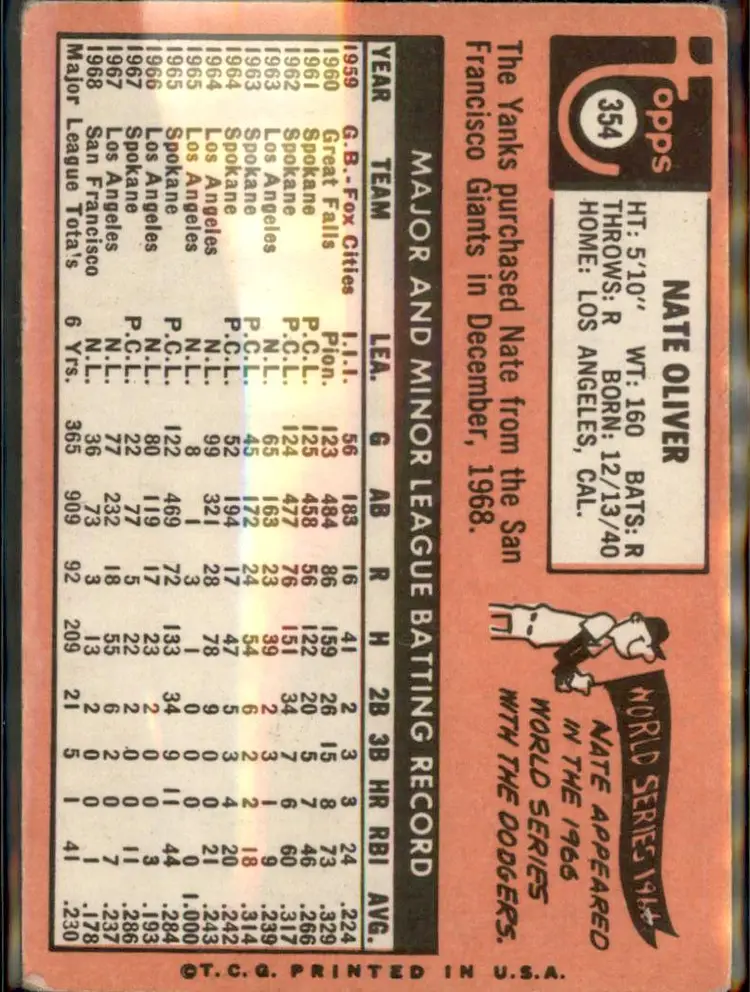 topps
354
NATE OLIVER
HT: 5'10" WT: 160 BATS: R
THROWS: R BORN: 12/13/40
HOME: LOS ANGELES, CAL.
The Yanks purchased Nate from the San
Francisco Giants in December, 1968.
WORLD SERIES 196
NATE APPEARED
IN THE 1966
WORLD SERIES
WITH THE DODGERS.
MAJOR AND MINOR LEAGUE BATTING RECORD
YEAR TEAM LEA. G AB R H 2B 3B HR RBI AVG.
1959 G.B.-Fox Cities I.I.I. 56 183 16 41 2 3 3 24 .224
1960 Great Falls Pion. 123 484 86 159 26 15 8 73 .329
1961 Spokane P.C.L. 125 458 56 122 20 5 7 46 .266
1962 Spokane P.C.L. 124 477 76 151 34 7 6 60 .317
1963 Los Angeles N.L. 65 163 23 39 2 3 1 9 .239
1963 Spokane P.C.L. 45 172 24 54 6 2 2 18 .314
1964 Spokane P.C.L. 52 194 17 47 5 3 4 20 .242
1964 Los Angeles N.L. 99 321 28 78 9 0 0 21 .243
1965 Los Angeles N.L. 8 1 3 1 0 0 0 0 1.000
1965 Spokane P.C.L. 122 469 72 133 34 9 11 44 .284
1966 Los Angeles N.L. 80 119 17 23 2 0 0 3 .193
1967 Spokane P.C.L. 22 77 5 22 2 0 0 11 .286
1967 Los Angeles N.L. 77 232 18 55 6 2 0 7 .237
1968 San Francisco N.L. 36 73 3 13 2 0 0 1 .178
Major League Tota's 6 Yrs. 365 909 92 209 21 5 1 41 .230
©T.C.G. PRINTED IN U.S.A.